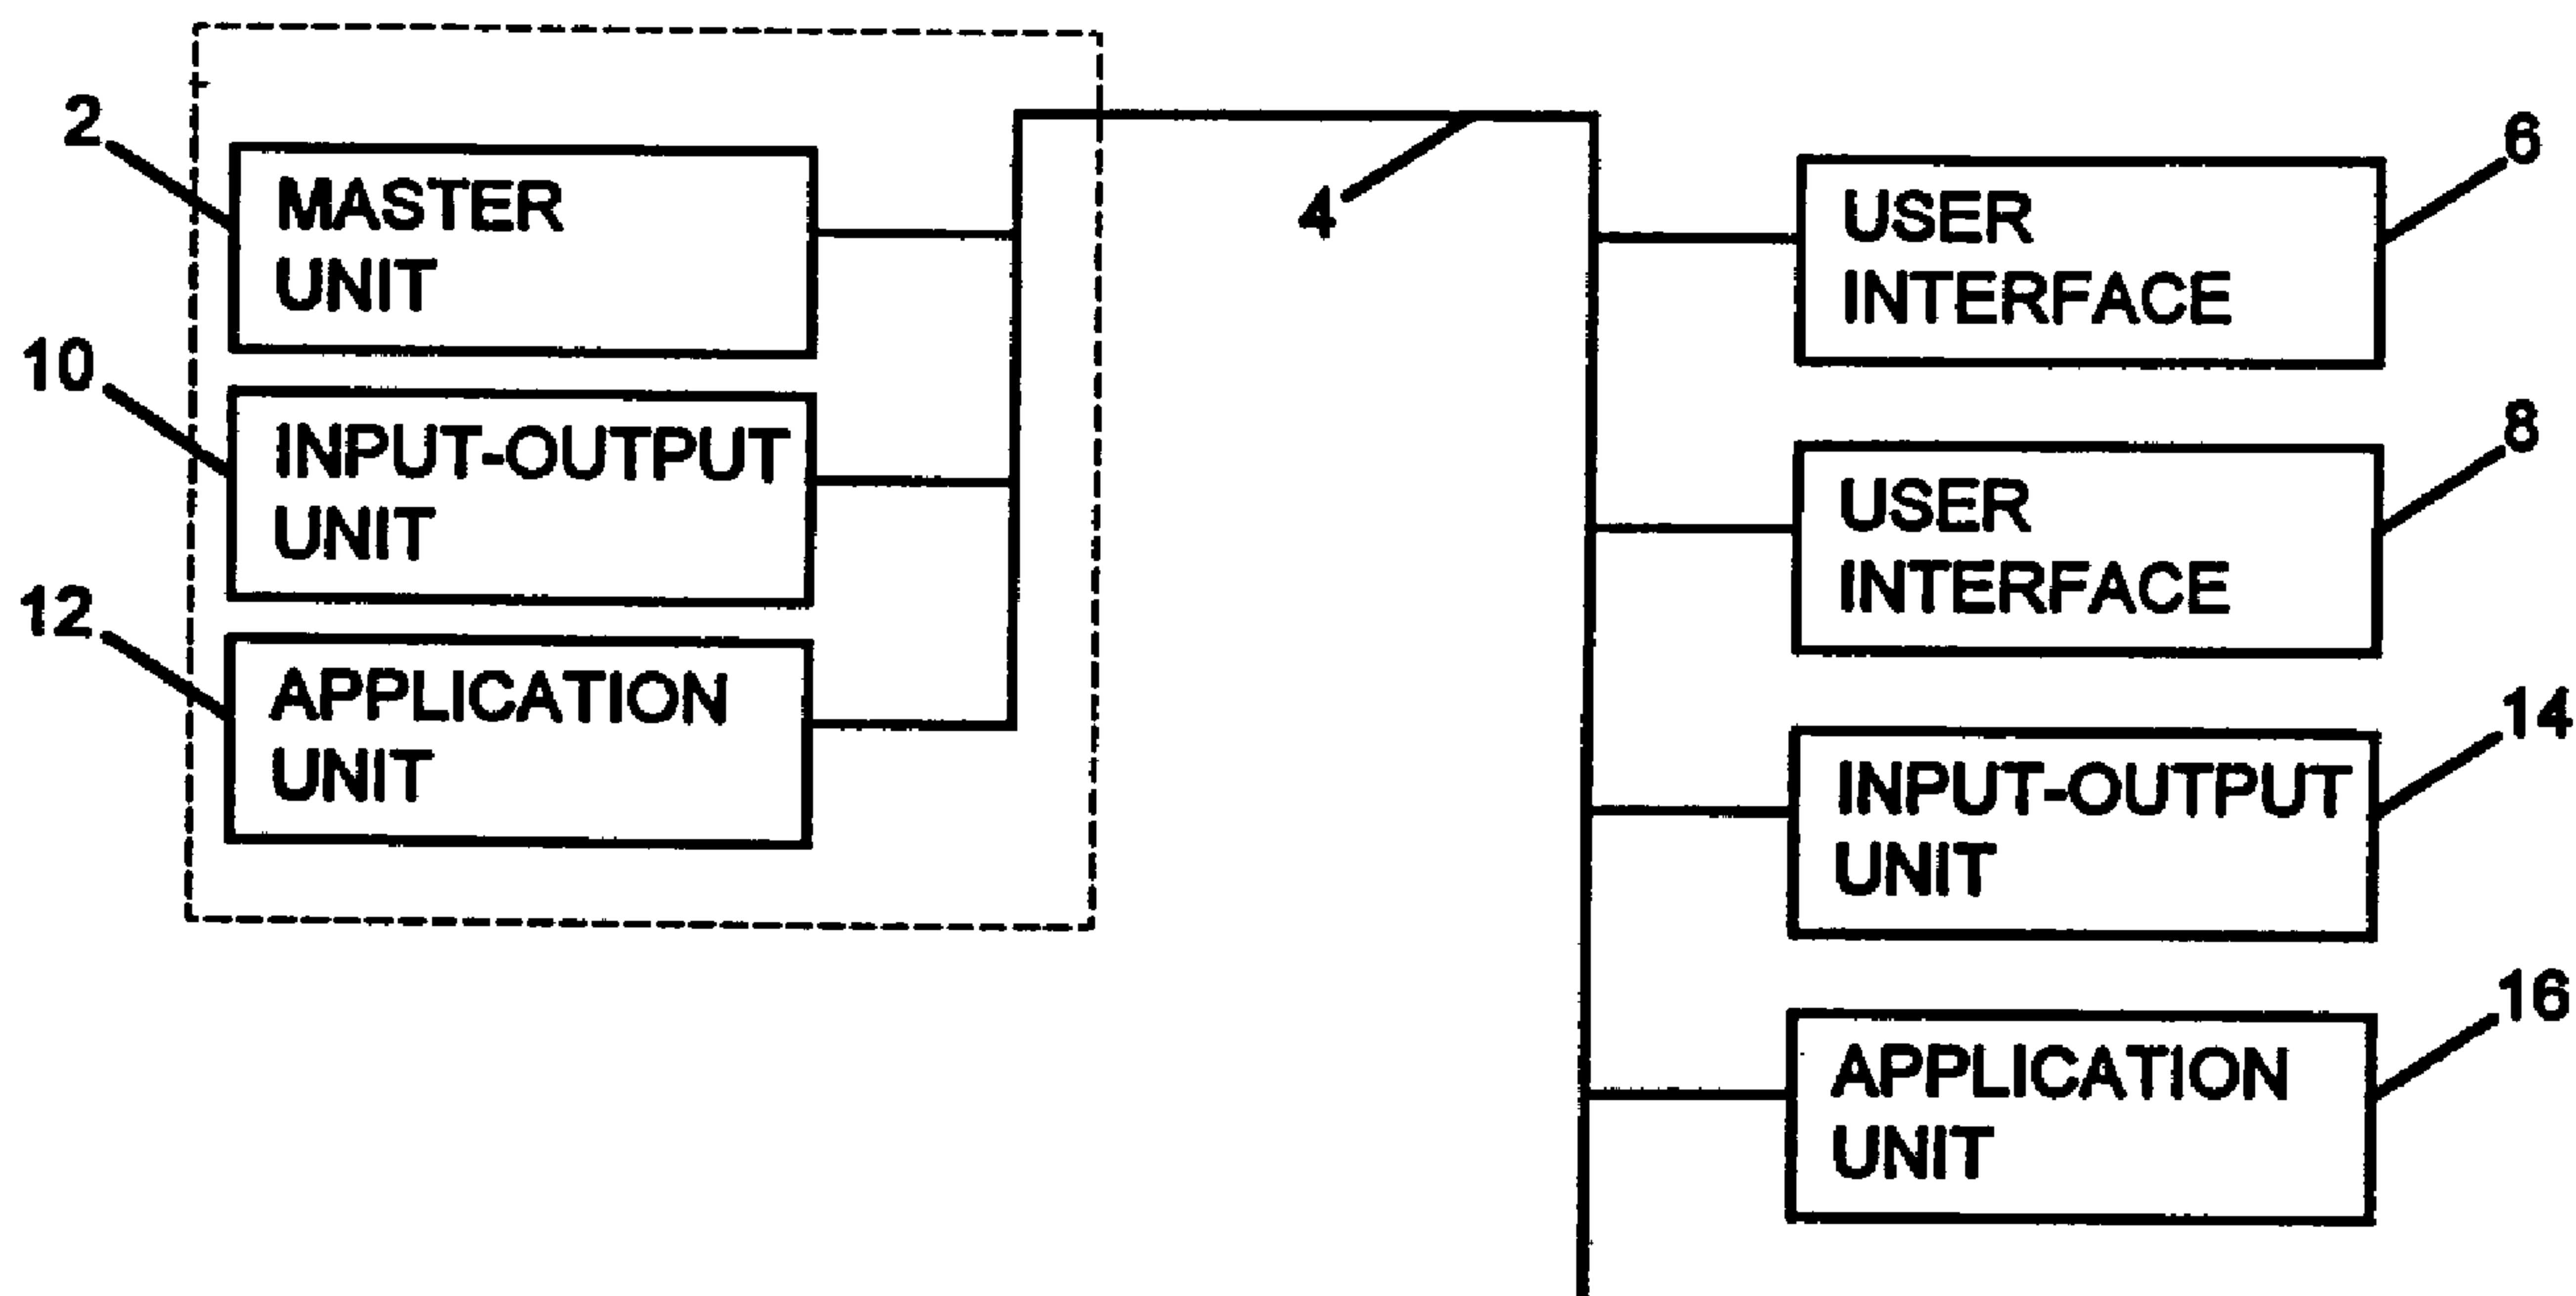 2
MASTER
UNIT
10
INPUT-OUTPUT
UNIT
12
APPLICATION
UNIT
4
6
USER
INTERFACE
8
USER
INTERFACE
14
INPUT-OUTPUT
UNIT
16
APPLICATION
UNIT